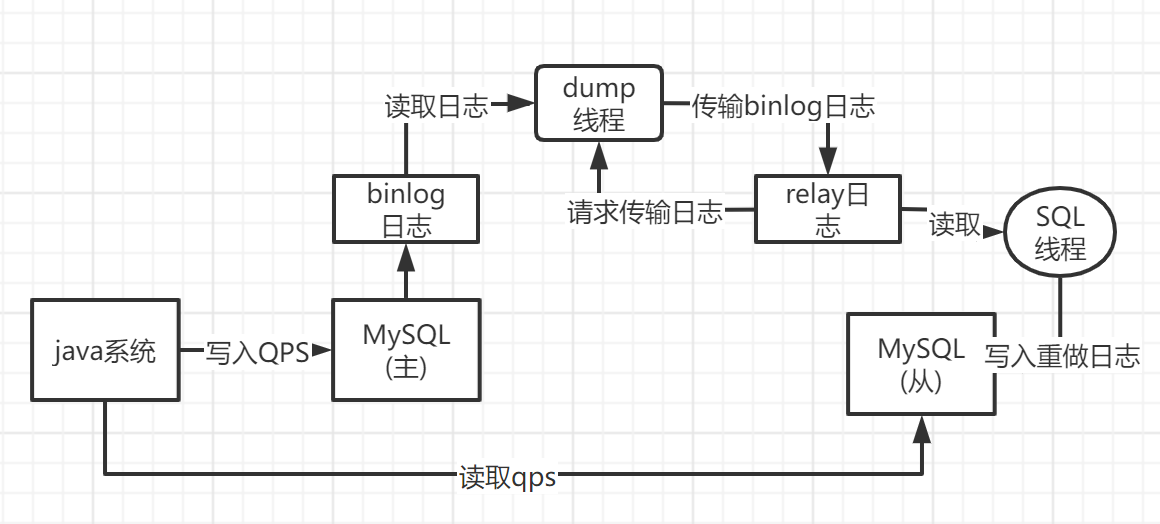 dump
线程
读取日志
传输binlog日志
binlog
日志
请求传输日志
relay日
志
读取
SQL
线程
java系统
写入QPS
MySQL
(主)
MySQL
(从)
写入重做日志
读取qps